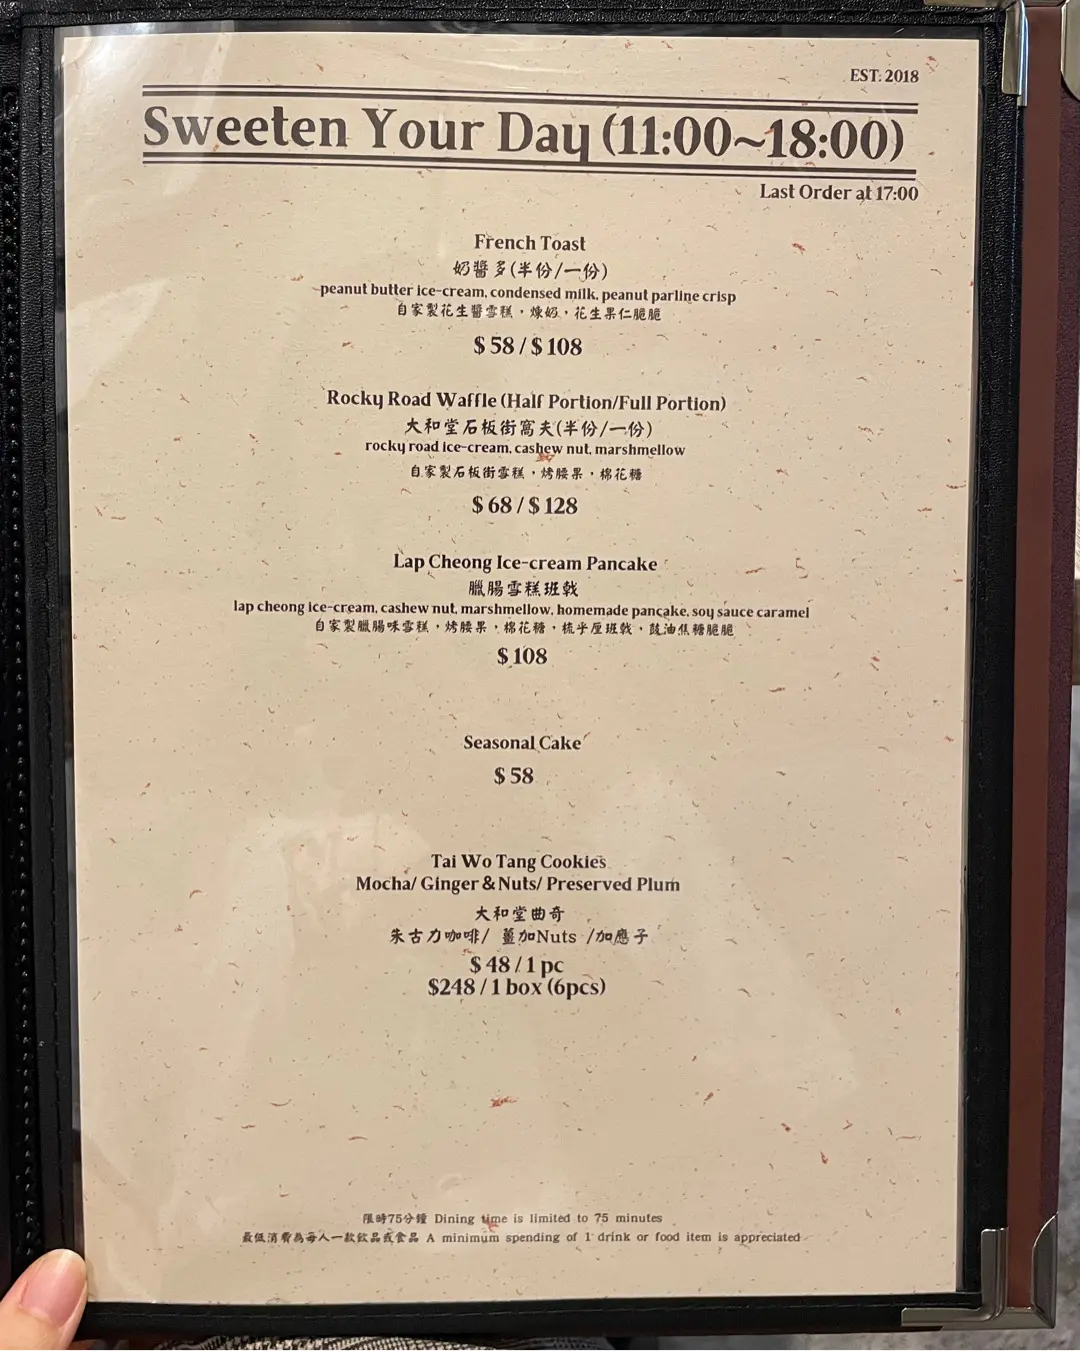 EST. 2018
Sweeten Your Day (11:00~18:00)
Last Order at 17:00
French Toast
奶醬多(半份/一份)
peanut butter ice-cream, condensed milk, peanut parline crisp
自家製花生醬雪糕，煉奶，花生果仁脆脆
$ 58 / $ 108
Rocky Road Waffle (Half Portion/Full Portion)
大和堂石板街窩夫(半份/一份)
rocky road ice-cream, cashew nut, marshmellow
自家製石板街雪糕，烤腰果，棉花糖
$ 68 / $ 128
Lap Cheong Ice-cream Pancake
臘腸雪糕班戟
lap cheong ice-cream, cashew nut, marshmellow, homemade pancake, soy sauce caramel
自家製臘腸味雪糕，烤腰果，棉花糖，梳乎厘班戟，豉油焦糖脆脆
$ 108
Seasonal Cake
$ 58
Tai Wo Tang Cookies
Mocha/ Ginger & Nuts/ Preserved Plum
大和堂曲奇
朱古力咖啡/ 薑加Nuts /加應子
$ 48 / 1 pc
$248 / 1 box (6pcs)
限時75分鐘 Dining time is limited to 75 minutes
最低消費為每人一款飲品或食品 A minimum spending of 1 drink or food item is appreciated